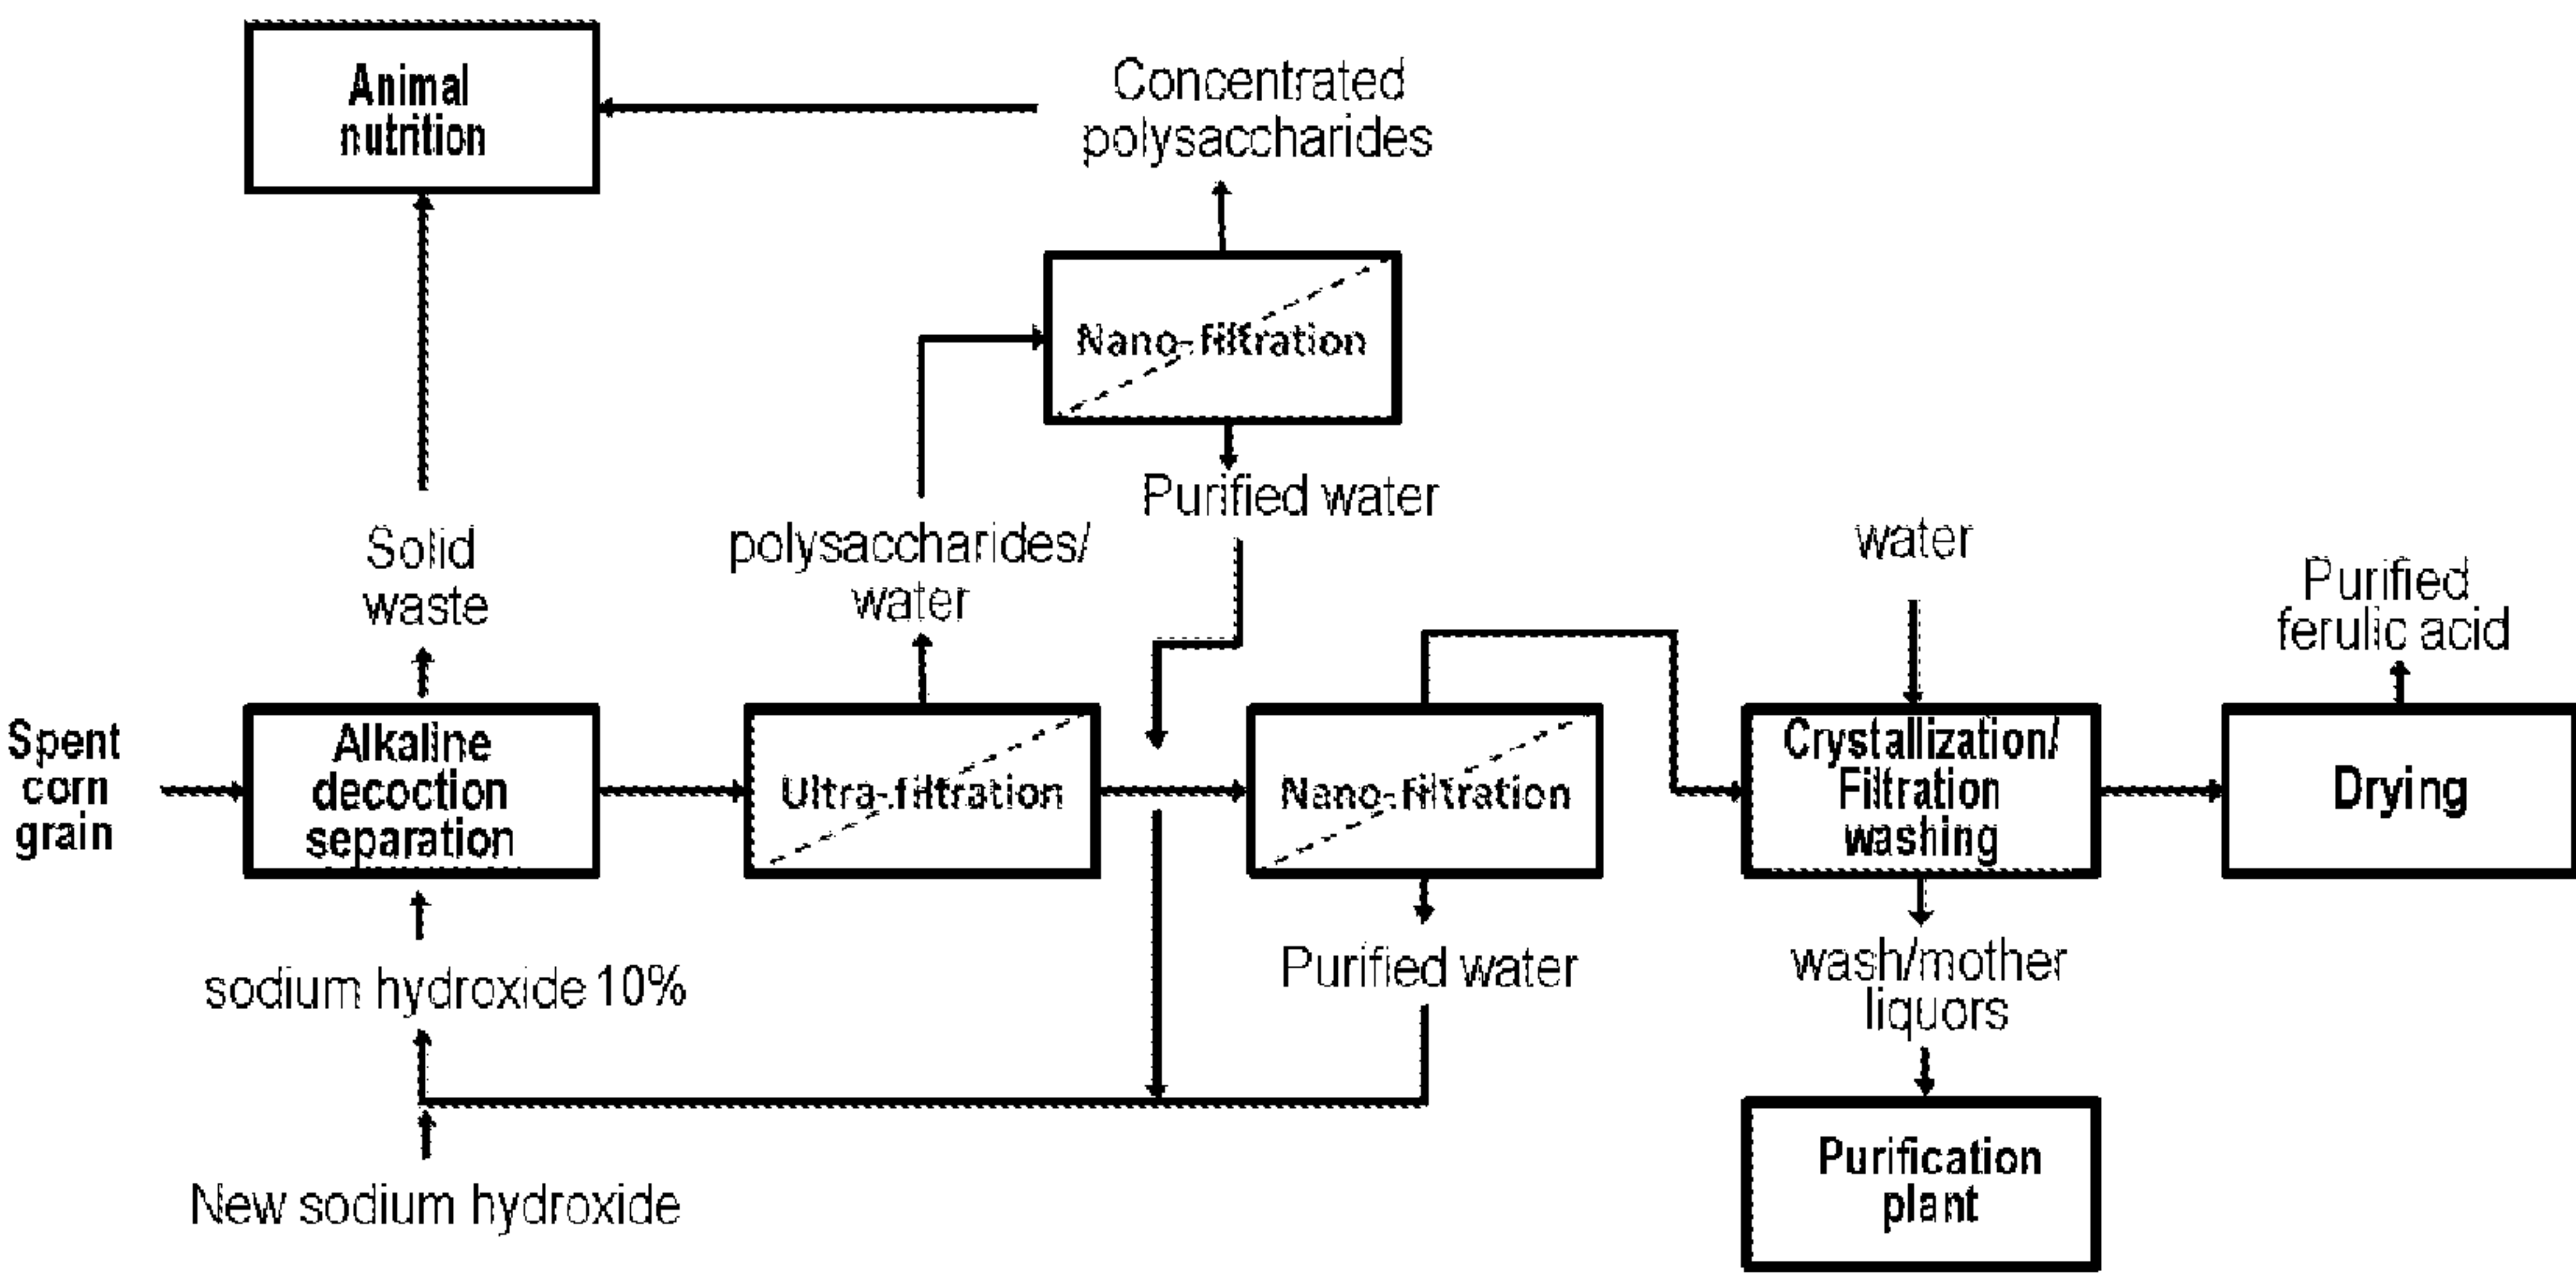 Animal
nutrition
Concentrated
polysaccharides
Nano-filtration
Purified water
Solid
waste
polysaccharides/
water
water
Purified
ferulic acid
Spent
corn
grain
Alkaline
decoction
separation
Ultra-filtration
Nano-filtration
Crystallization/
Filtration
washing
Drying
sodium hydroxide 10%
Purified water
wash/mother
liquors
New sodium hydroxide
Purification
plant